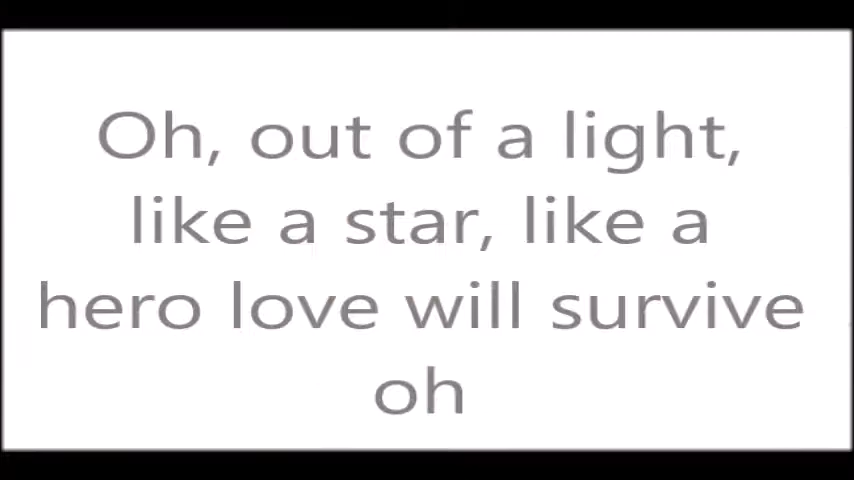 Oh, out of a light,
like a star, like a
hero love will survive
oh